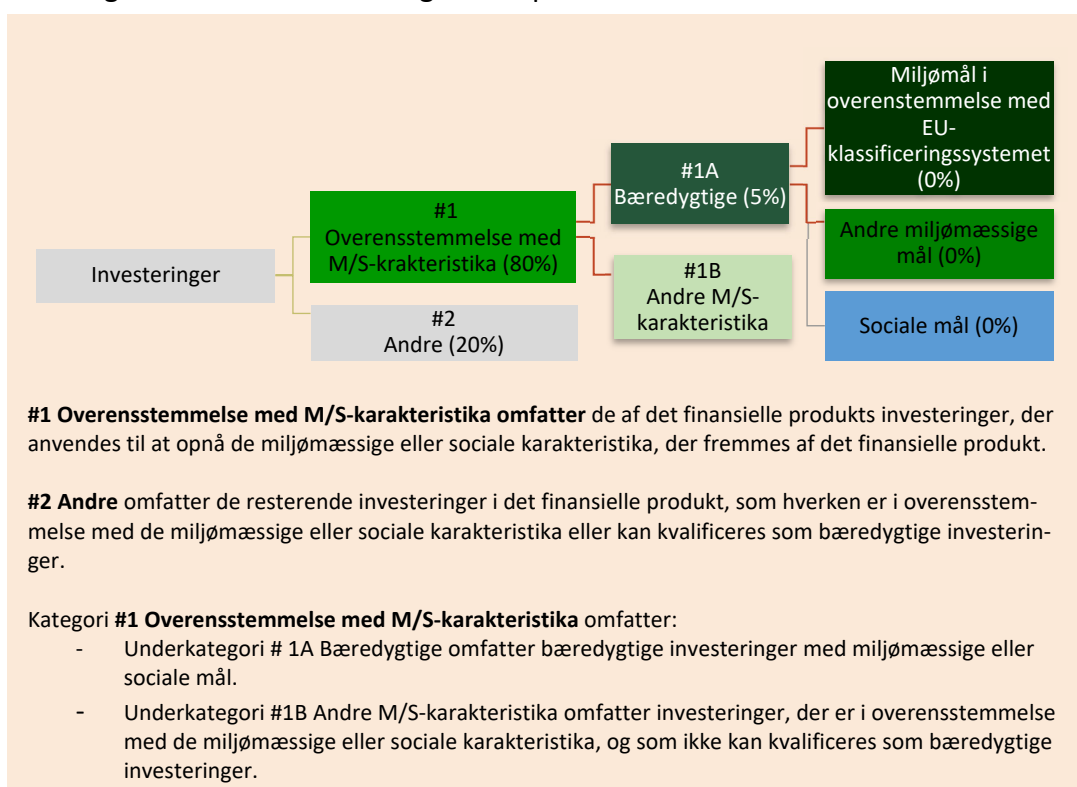 Miljømål i
overenstemmelse med
EU-
klassificeringssystemet
(0%)
#1A
Bæredygtige (5%)
#1
Overensstemmelse med
M/S-krakteristika (80%)
Andre miljømæssige
mål (0%)
Investeringer
#1B
Andre M/S-
karakteristika
#2
Andre (20%)
Sociale mål (0%)
#1 Overensstemmelse med M/S-karakteristika omfatter de af det finansielle produkts investeringer, der
anvendes til at opnå de miljømæssige eller sociale karakteristika, der fremmes af det finansielle produkt.
#2 Andre omfatter de resterende investeringer i det finansielle produkt, som hverken er i overensstem-
melse med de miljømæssige eller sociale karakteristika eller kan kvalificeres som bæredygtige investerin-
ger.
Kategori #1 Overensstemmelse med M/S-karakteristika omfatter:
- Underkategori # 1A Bæredygtige omfatter bæredygtige investeringer med miljømæssige eller
sociale mål.
- Underkategori #1B Andre M/S-karakteristika omfatter investeringer, der er i overensstemmelse
med de miljømæssige eller sociale karakteristika, og som ikke kan kvalificeres som bæredygtige
investeringer.